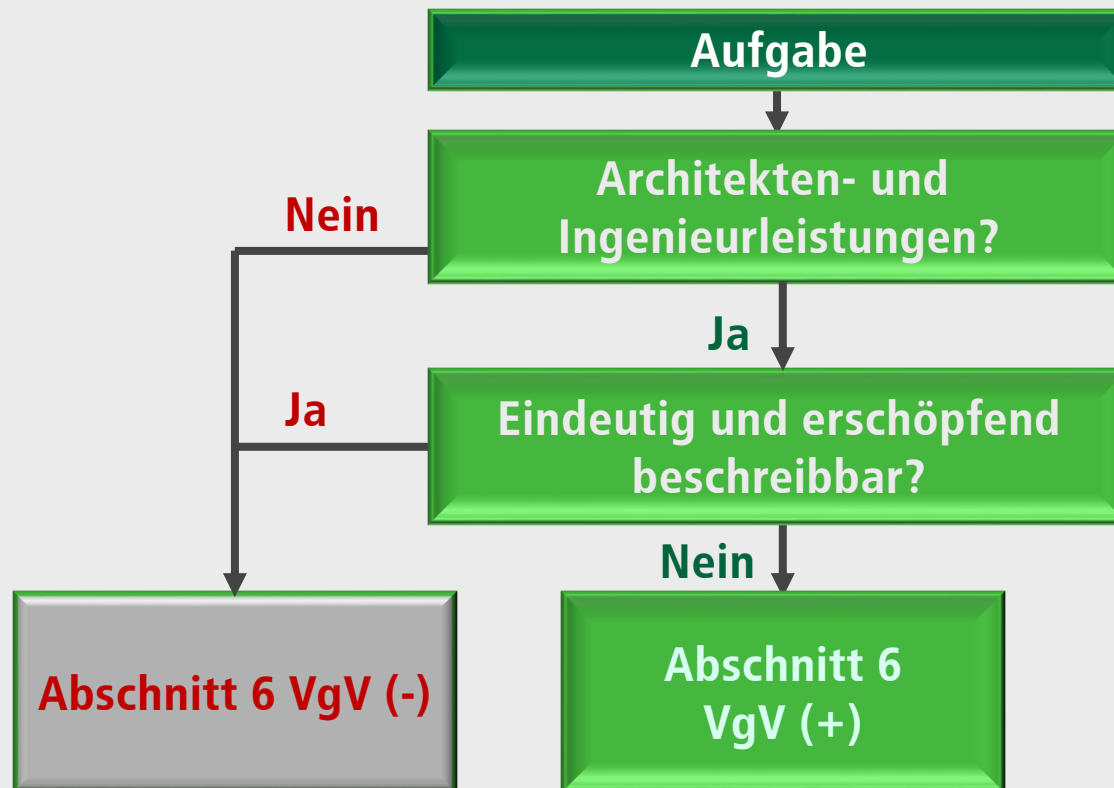 Aufgabe
Architekten- und
Ingenieurleistungen?
Nein
Ja
Eindeutig und erschöpfend
beschreibbar?
Ja
Nein
Abschnitt 6 VgV (-)
Abschnitt 6
VgV (+)